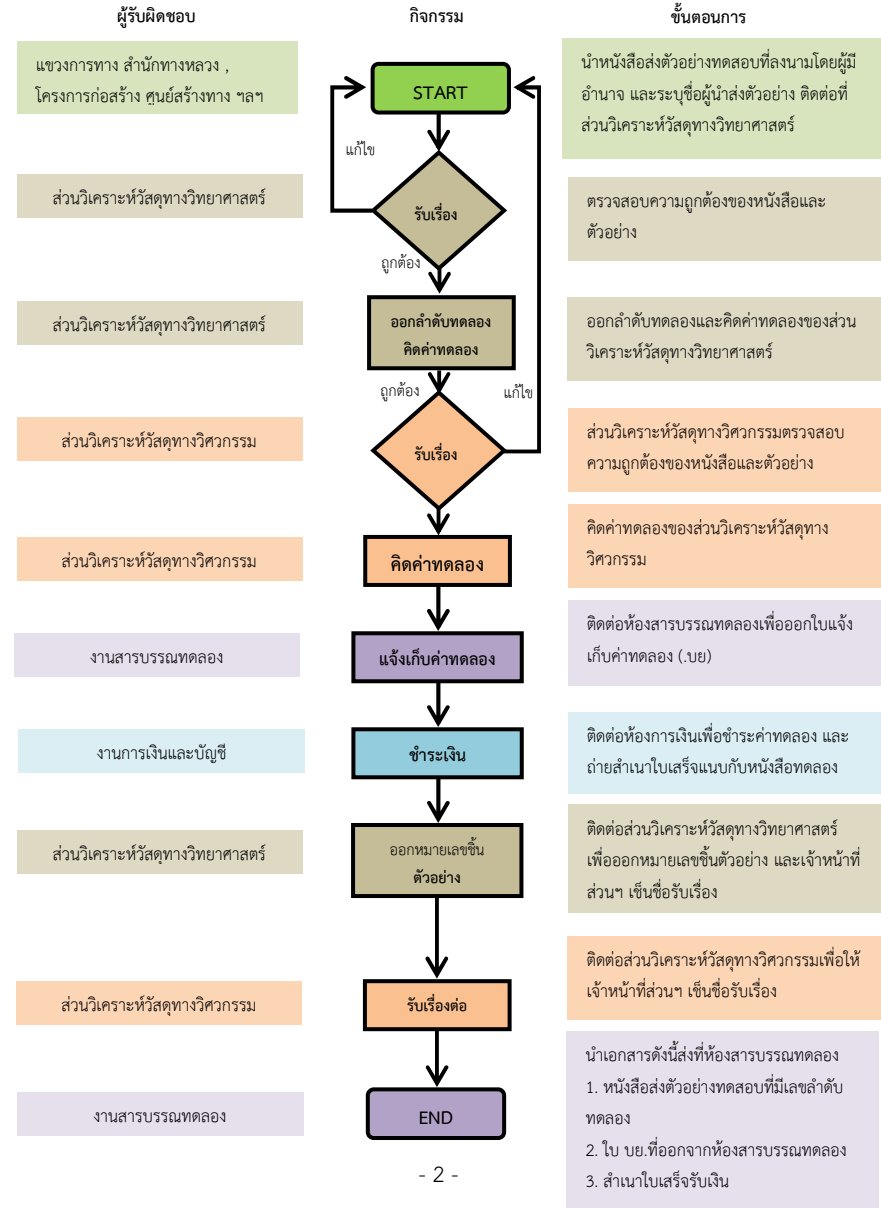 ผู้รับผิดชอบ
กิจกรรม
ขั้นตอนการ
แขวงการทาง สำนักทางหลวง ,
โครงการก่อสร้าง ศูนย์สร้างทาง ฯลฯ
START
นำหนังสือส่งตัวอย่างทดสอบที่ลงนามโดยผู้มี
อำนาจ และระบุชื่อผู้นำส่งตัวอย่าง ติดต่อที่
ส่วนวิเคราะห์วัสดุทางวิทยาศาสตร์
แก้ไข
ส่วนวิเคราะห์วัสดุทางวิทยาศาสตร์
รับเรื่อง
ตรวจสอบความถูกต้องของหนังสือและ
ตัวอย่าง
ถูกต้อง
ส่วนวิเคราะห์วัสดุทางวิทยาศาสตร์
ออกลำดับทดลอง
คิดค่าทดลอง
ออกลำดับทดลองและคิดค่าทดลองของส่วน
วิเคราะห์วัสดุทางวิทยาศาสตร์
ถูกต้อง
แก้ไข
ส่วนวิเคราะห์วัสดุทางวิศวกรรม
รับเรื่อง
ส่วนวิเคราะห์วัสดุทางวิศวกรรมตรวจสอบ
ความถูกต้องของหนังสือและตัวอย่าง
ส่วนวิเคราะห์วัสดุทางวิศวกรรม
คิดค่าทดลอง
คิดค่าทดลองของส่วนวิเคราะห์วัสดุทาง
วิศวกรรม
งานสารบรรณทดลอง
แจ้งเก็บค่าทดลอง
ติดต่อห้องสารบรรณทดลองเพื่อออกใบแจ้ง
เก็บค่าทดลอง (.บย)
งานการเงินและบัญชี
ชำระเงิน
ติดต่อห้องการเงินเพื่อชำระค่าทดลอง และ
ถ่ายสำเนาใบเสร็จแนบกับหนังสือทดลอง
ส่วนวิเคราะห์วัสดุทางวิทยาศาสตร์
ออกหมายเลขชิ้น
ตัวอย่าง
ติดต่อส่วนวิเคราะห์วัสดุทางวิทยาศาสตร์
เพื่อออกหมายเลขชิ้นตัวอย่าง และเจ้าหน้าที่
ส่วนฯ เซ็นชื่อรับเรื่อง
ส่วนวิเคราะห์วัสดุทางวิศวกรรม
รับเรื่องต่อ
ติดต่อส่วนวิเคราะห์วัสดุทางวิศวกรรมเพื่อให้
เจ้าหน้าที่ส่วนฯ เซ็นชื่อรับเรื่อง
งานสารบรรณทดลอง
END
นำเอกสารดังนี้ส่งที่ห้องสารบรรณทดลอง
1. หนังสือส่งตัวอย่างทดสอบที่มีเลขลำดับ
ทดลอง
2. ใบ บย.ที่ออกจากห้องสารบรรณทดลอง
3. สำเนาใบเสร็จรับเงิน
- 2 -